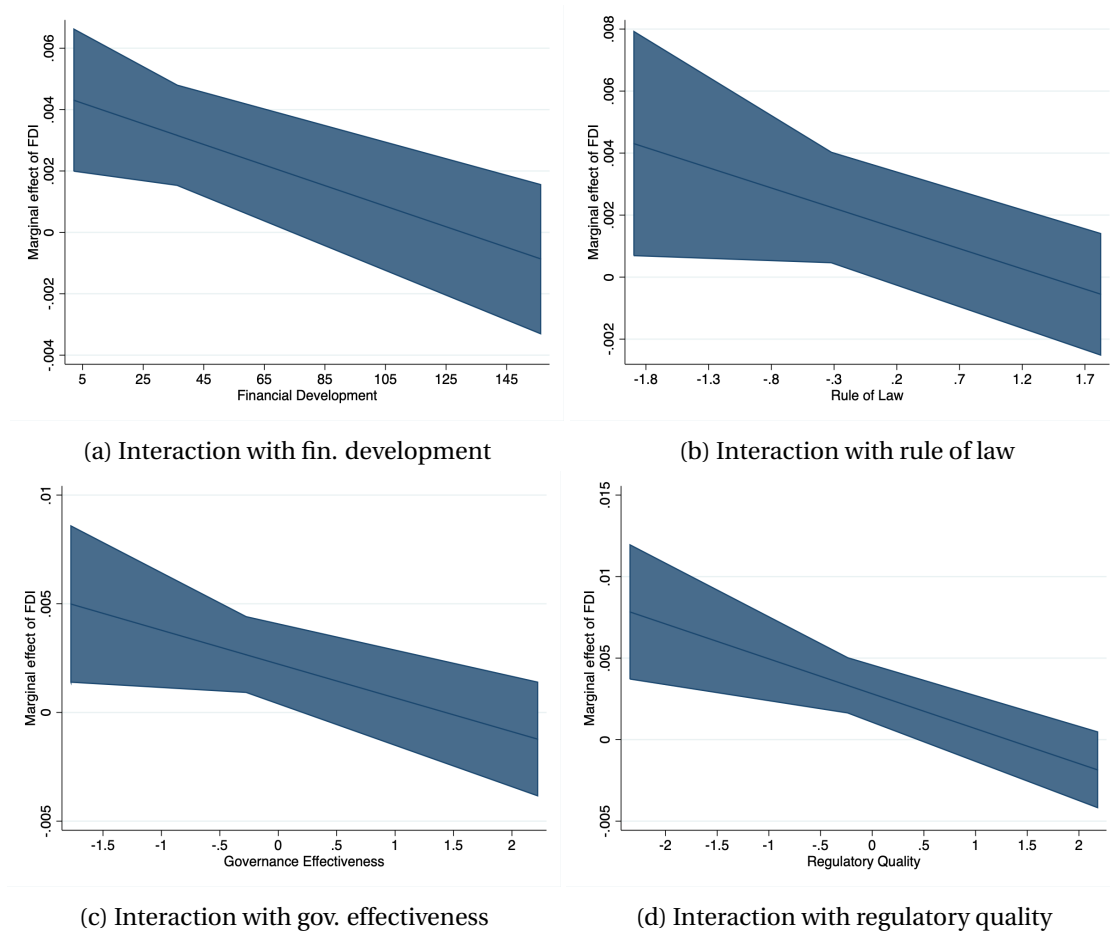 .006
.004
.002
0
-.002
-.004
Marginal effect of FDI
5 25 45 65 85 105 125 145
Financial Development
(a) Interaction with fin. development
.008
.006
.004
.002
0
-.002
Marginal effect of FDI
-1.8 -1.3 -.8 -.3 .2 .7 1.2 1.7
Rule of Law
(b) Interaction with rule of law
.01
.005
0
-.005
Marginal effect of FDI
-1.5 -1 -.5 0 .5 1 1.5 2
Governance Effectiveness
(c) Interaction with gov. effectiveness
.015
.01
.005
0
-.005
Marginal effect of FDI
-2 -1.5 -1 -.5 0 .5 1 1.5 2
Regulatory Quality
(d) Interaction with regulatory quality